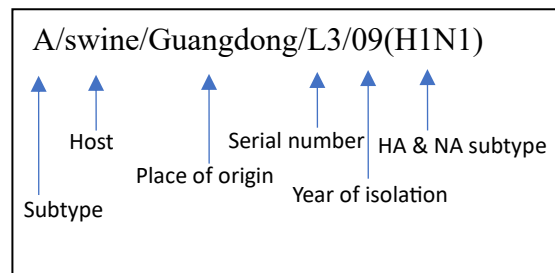 A/swine/Guangdong/L3/09(H1N1)
Host
Serial number
HA & NA subtype
Place of origin
Year of isolation
Subtype